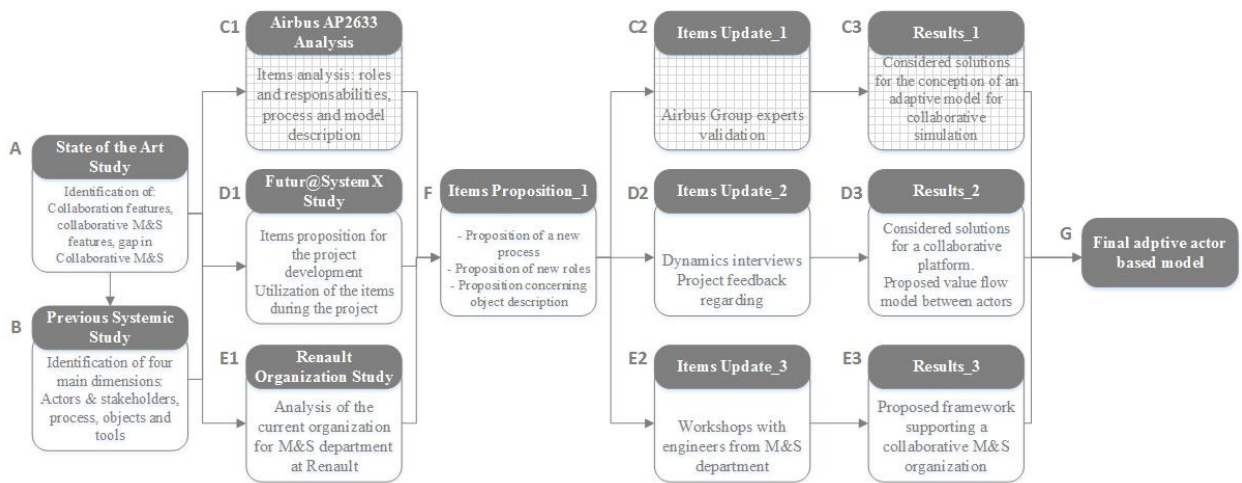 A
State of the Art
Study
Identification of:
Collaboration features,
collaborative M&S
features, gap in
Collaborative M&S
B
Previous Systemic
Study
Identification of four
main dimensions:
Actors & stakeholders,
process, objects and
tools
C1
Airbus AP2633
Analysis
Items analysis: roles
and responsabilities,
process and model
description
D1
Futur@SystemX
Study
Items proposition for
the project
development
Utilization of the items
during the project
E1
Renault
Organization Study
Analysis of the
current organization
for M&S department
at Renault
F
Items Proposition_1
- Proposition of a new
process
- Proposition of new roles
- Proposition concerning
object description
C2
Items Update_1
Airbus Group experts
validation
D2
Items Update_2
Dynamics interviews
Project feedback
regarding
E2
Items Update_3
Workshops with
engineers from M&S
department
C3
Results_1
Considered solutions
for the conception of an
adaptive model for
collaborative
simulation
D3
Results_2
Considered solutions
for a collaborative
platform.
Proposed value flow
model between actors
E3
Results_3
Proposed framework
supporting a
collaborative M&S
organization
G
Final adptive actor
based model